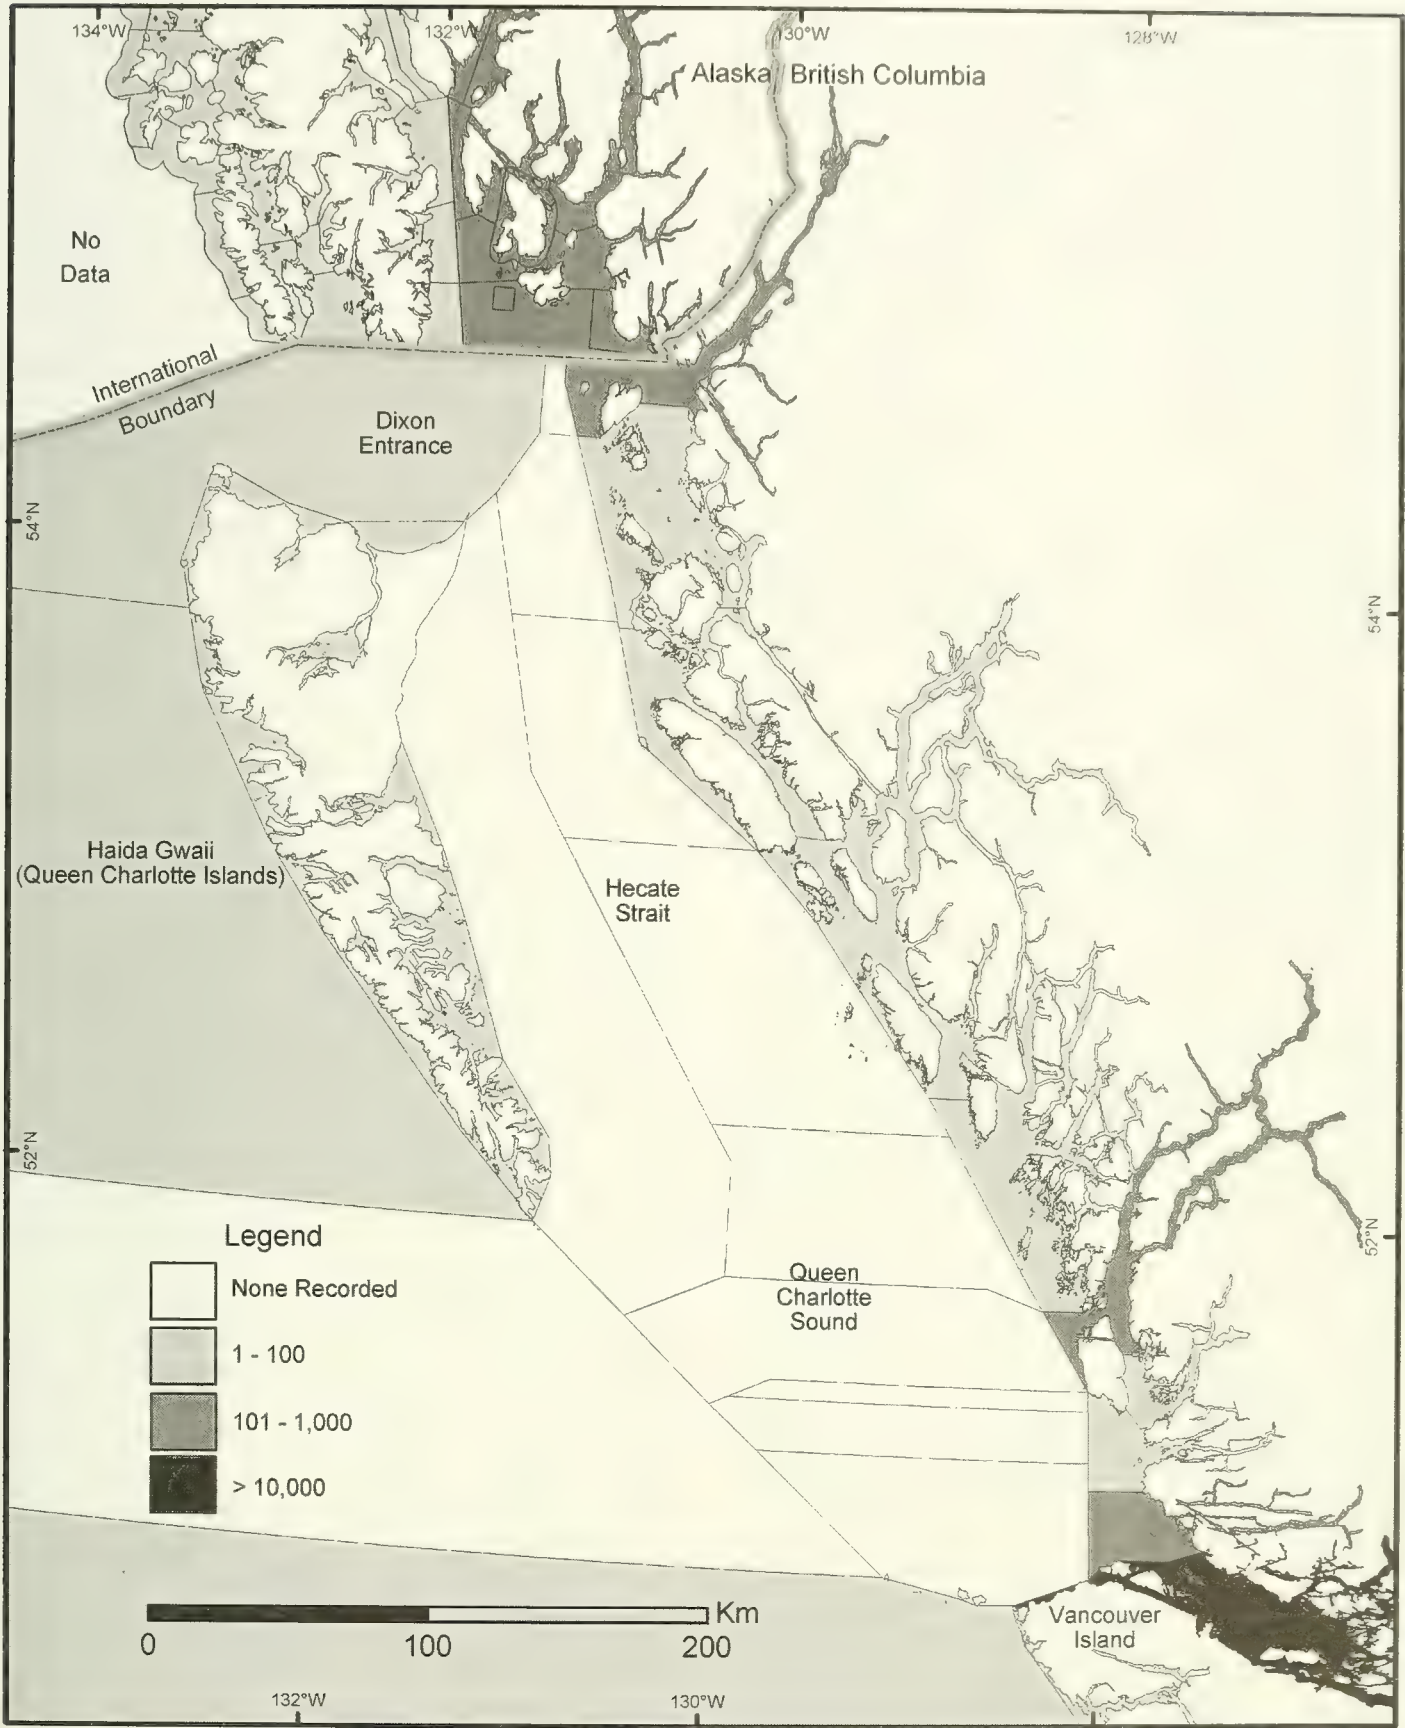 134°W
132°W
130°W
128°W
Alaska / British Columbia
No
Data
International
Boundary
Dixon
Entrance
54°N
54°N
Haida Gwaii
(Queen Charlotte Islands)
Hecate
Strait
52°N
52°N
Legend
None Recorded
1 - 100
101 - 1,000
> 10,000
Queen
Charlotte
Sound
Km
0
100
200
Vancouver
Island
132°W
130°W